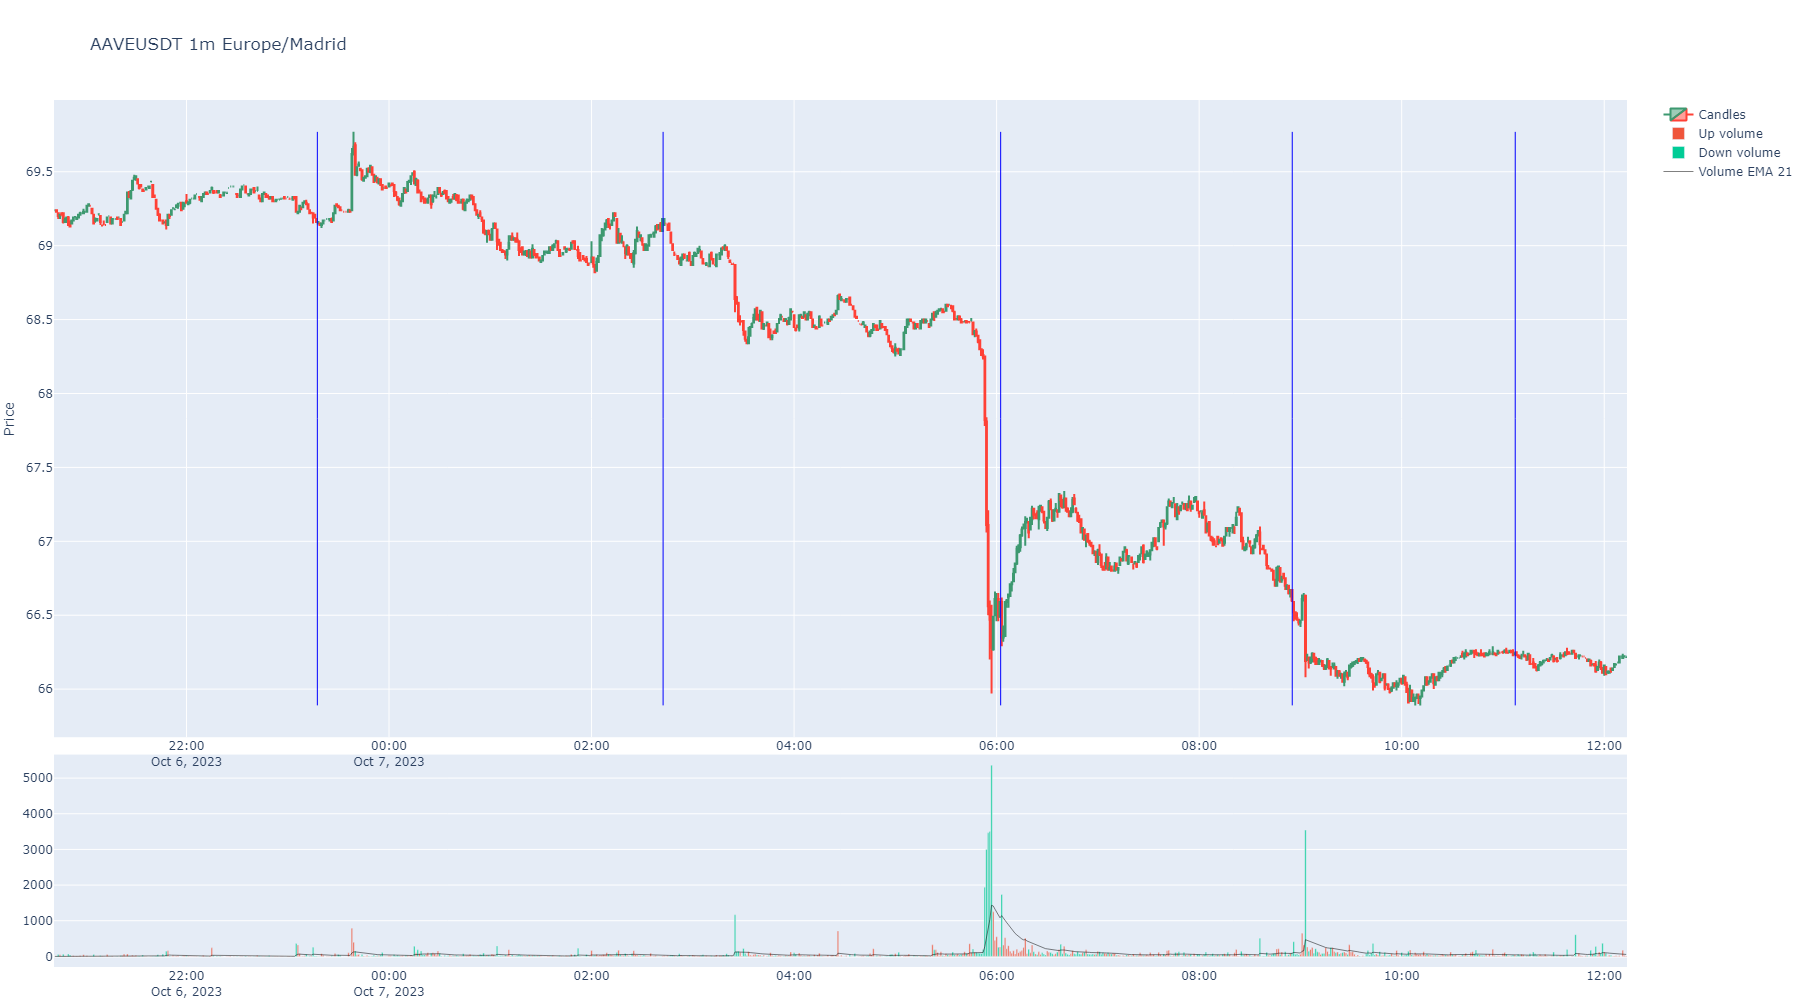 AAVEUSDT 1m Europe/Madrid
Candles
Up volume
Down volume
Volume EMA 21
Price
69.5
69
68.5
68
67.5
67
66.5
66
22:00 00:00 02:00 04:00 06:00 08:00 10:00 12:00
Oct 6, 2023 Oct 7, 2023
5000
4000
3000
2000
1000
0
22:00 00:00 02:00 04:00 06:00 08:00 10:00 12:00
Oct 6, 2023 Oct 7, 2023